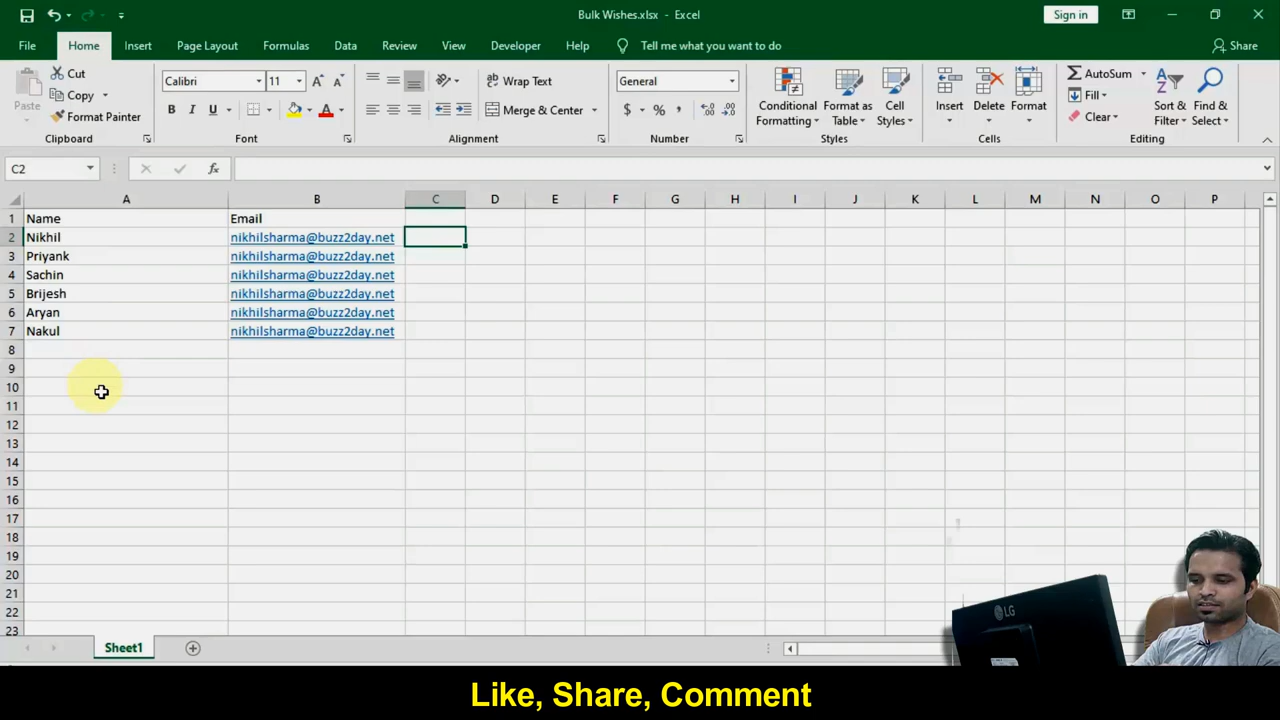 Bulk Wishes.xlsx - Excel
Sign in
File Home Insert Page Layout Formulas Data Review View Developer Help Tell me what you want to do Share
Paste
Cut
Copy
Format Painter
Clipboard
Calibri 11
B I U
Font
Wrap Text
Merge & Center
Alignment
General
$ % ,
Number
Conditional Formatting
Format as Table
Cell Styles
Styles
Insert Delete Format
Cells
AutoSum
Fill
Clear
Sort & Filter
Find & Select
Editing
C2 fx
A B C D E F G H I J K L M N O P
1 Name Email
2 Nikhil nikhilsharma@buzz2day.net
3 Priyank nikhilsharma@buzz2day.net
4 Sachin nikhilsharma@buzz2day.net
5 Brijesh nikhilsharma@buzz2day.net
6 Aryan nikhilsharma@buzz2day.net
7 Nakul nikhilsharma@buzz2day.net
8
9
10
11
12
13
14
15
16
17
18
19
20
21
22
23
LG
Sheet1
Like, Share, Comment